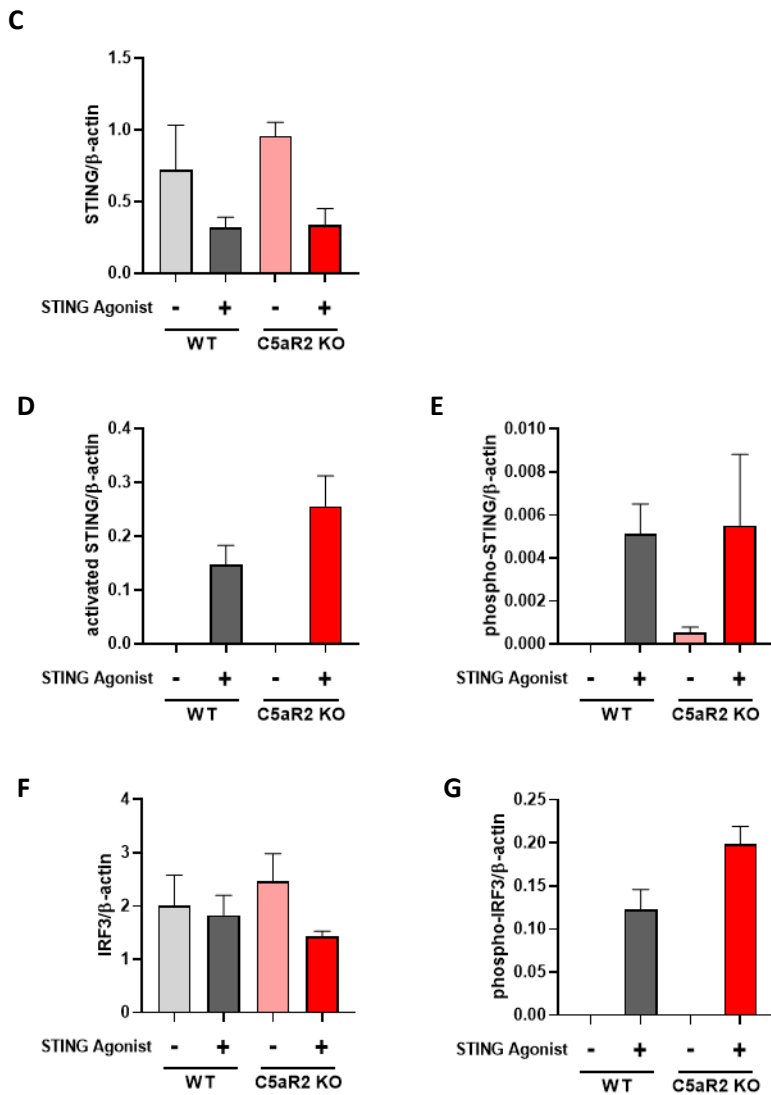 C
STING/β-actin
1.5
1.0
0.5
0.0
STING Agonist - + - +
WT C5aR2 KO
D
activated STING/β-actin
0.4
0.3
0.2
0.1
0.0
STING Agonist - + - +
WT C5aR2 KO
E
phospho-STING/β-actin
0.010
0.008
0.006
0.004
0.002
0.000
STING Agonist - + - +
WT C5aR2 KO
F
IRF3/β-actin
4
3
2
1
0
STING Agonist - + - +
WT C5aR2 KO
G
phospho-IRF3/β-actin
0.25
0.20
0.15
0.10
0.05
0.00
STING Agonist - + - +
WT C5aR2 KO